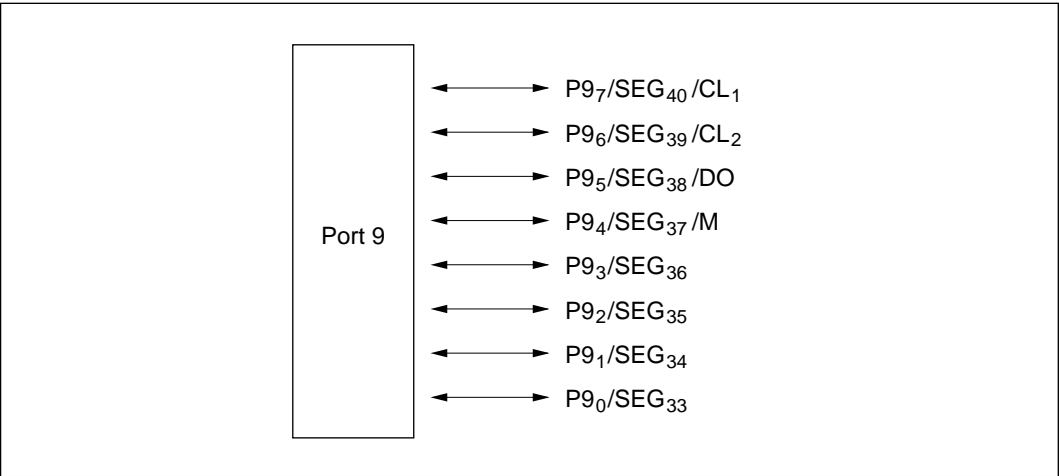 P9₇/SEG₄₀/CL₁
P9₆/SEG₃₉/CL₂
P9₅/SEG₃₈/DO
P9₄/SEG₃₇/M
Port 9
P9₃/SEG₃₆
P9₂/SEG₃₅
P9₁/SEG₃₄
P9₀/SEG₃₃